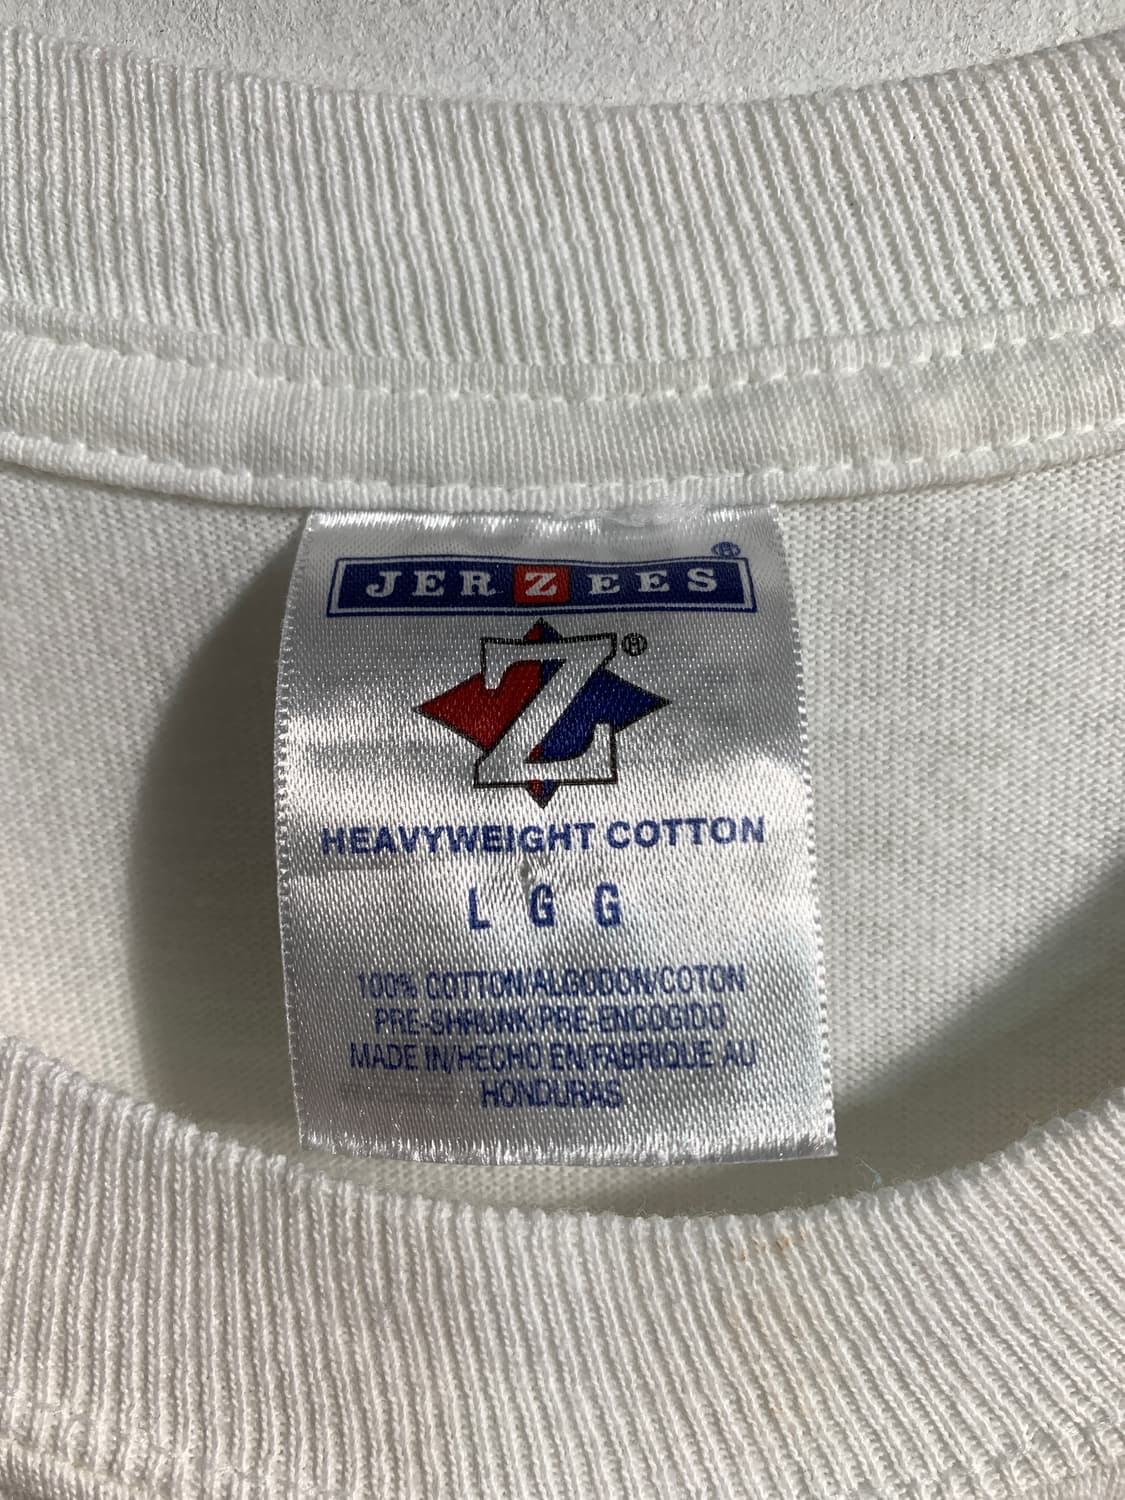 JERZEES®
Z®
HEAVYWEIGHT COTTON
L G G
100% COTTON/ALGODON/COTON
PRE-SHRUNK/PRE-ENCOGIDO
MADE IN/HECHO EN/FABRIQUE AU
HONDURAS